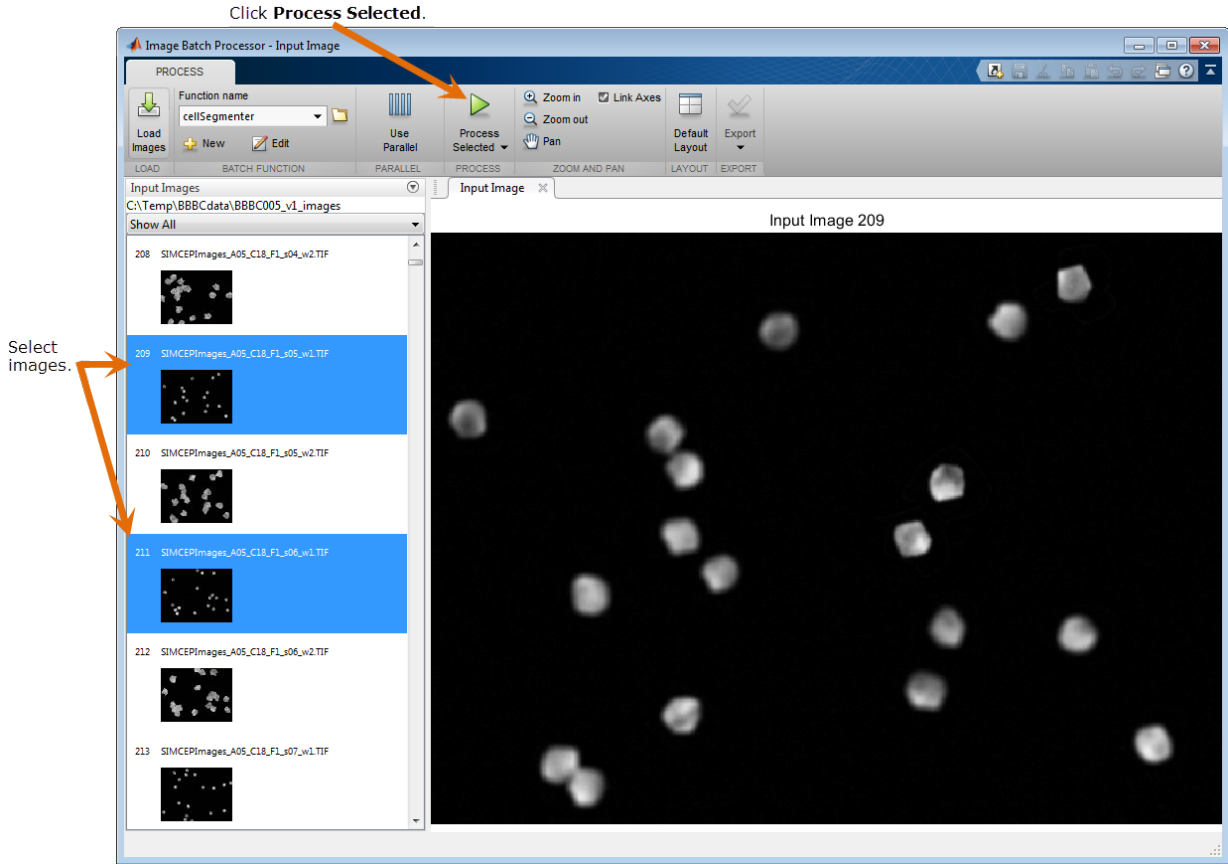 Click Process Selected.
Image Batch Processor - Input Image
PROCESS
Load Images
Function name
cellSegmenter
New
Edit
Use Parallel
Process Selected
Zoom in
Link Axes
Zoom out
Pan
Default Layout
Export
LOAD
BATCH FUNCTION
PARALLEL
PROCESS
ZOOM AND PAN
LAYOUT
EXPORT
Input Images
C:\Temp\BBBCdata\BBBC005_v1_images
Show All
Input Image
Input Image 209
208 SIMCEPImages_A05_C18_F1_s04_w2.TIF
Select images.
209 SIMCEPImages_A05_C18_F1_s05_w1.TIF
210 SIMCEPImages_A05_C18_F1_s05_w2.TIF
211 SIMCEPImages_A05_C18_F1_s06_w1.TIF
212 SIMCEPImages_A05_C18_F1_s06_w2.TIF
213 SIMCEPImages_A05_C18_F1_s07_w1.TIF